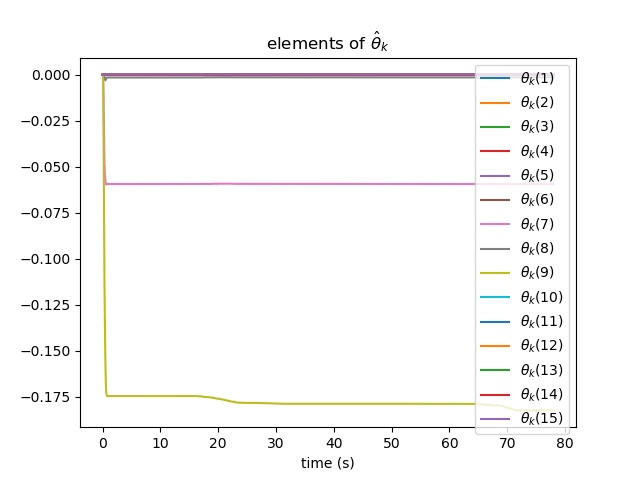 elements of θ̂ₖ
0.000
−0.025
−0.050
−0.075
−0.100
−0.125
−0.150
−0.175
0 10 20 30 40 50 60 70 80
time (s)
θₖ(1)
θₖ(2)
θₖ(3)
θₖ(4)
θₖ(5)
θₖ(6)
θₖ(7)
θₖ(8)
θₖ(9)
θₖ(10)
θₖ(11)
θₖ(12)
θₖ(13)
θₖ(14)
θₖ(15)